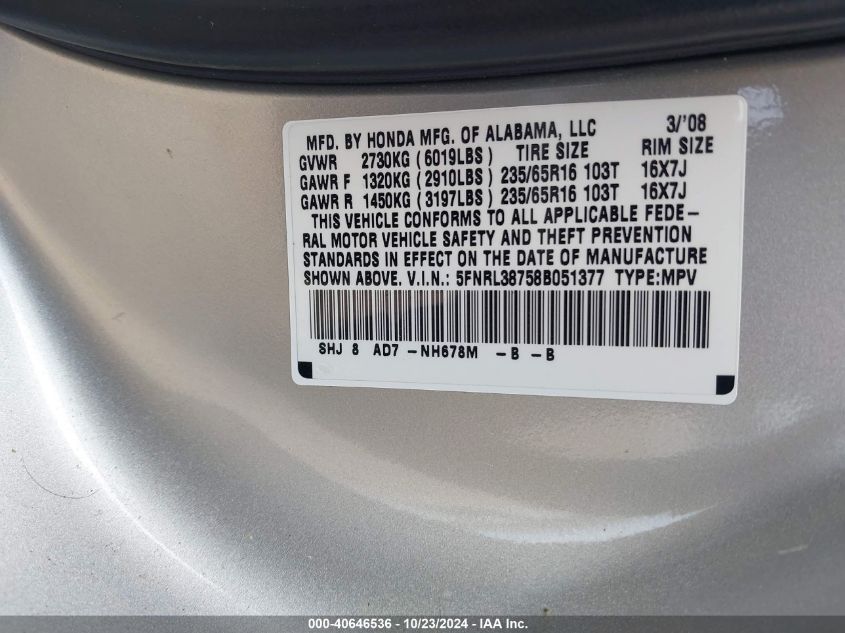 MFD. BY HONDA MFG. OF ALABAMA, LLC 3/'08
GVWR 2730KG ( 6019LBS ) TIRE SIZE RIM SIZE
GAWR F 1320KG ( 2910LBS ) 235/65R16 103T 16X7J
GAWR R 1450KG ( 3197LBS ) 235/65R16 103T 16X7J
THIS VEHICLE CONFORMS TO ALL APPLICABLE FEDE-
RAL MOTOR VEHICLE SAFETY AND THEFT PREVENTION
STANDARDS IN EFFECT ON THE DATE OF MANUFACTURE
SHOWN ABOVE. V.I.N.: 5FNRL38758B051377 TYPE:MPV
SHJ 8 AD7 -NH678M -B -B
000-40646536 - 10/23/2024 - IAA Inc.